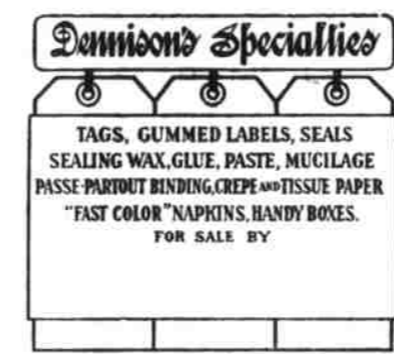 Dennison's Specialties
TAGS, GUMMED LABELS, SEALS
SEALING WAX, GLUE, PASTE, MUCILAGE
PASSE-PARTOUT BINDING, CREPE AND TISSUE PAPER
"FAST COLOR" NAPKINS, HANDY BOXES.
FOR SALE BY